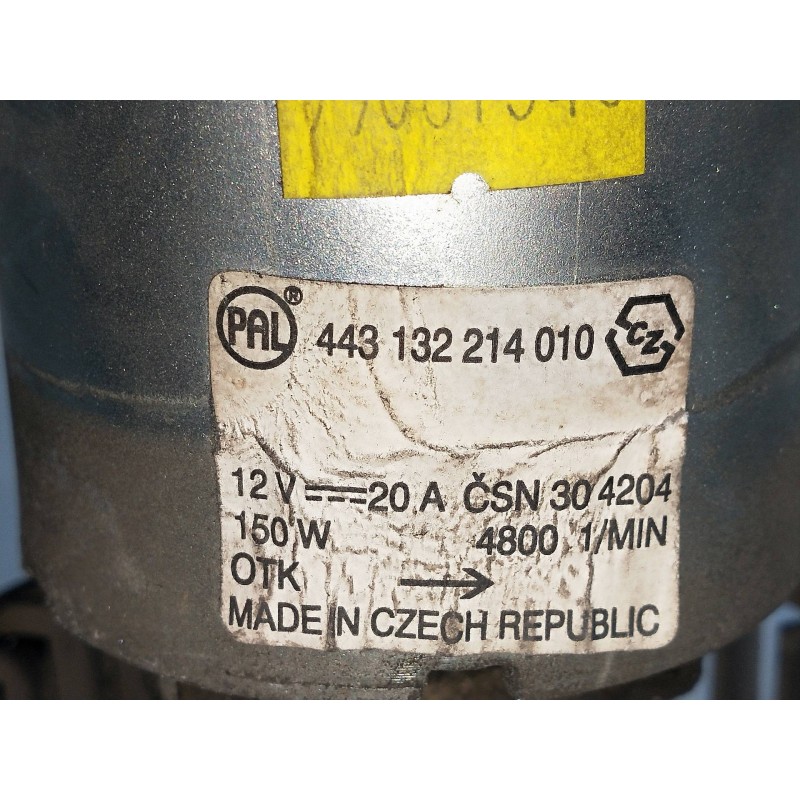 PAL® 443 132 214 010 CZ
12 V 20 A ČSN 30 4204
150 W 4800 1/MIN
OTK →
MADE IN CZECH REPUBLIC